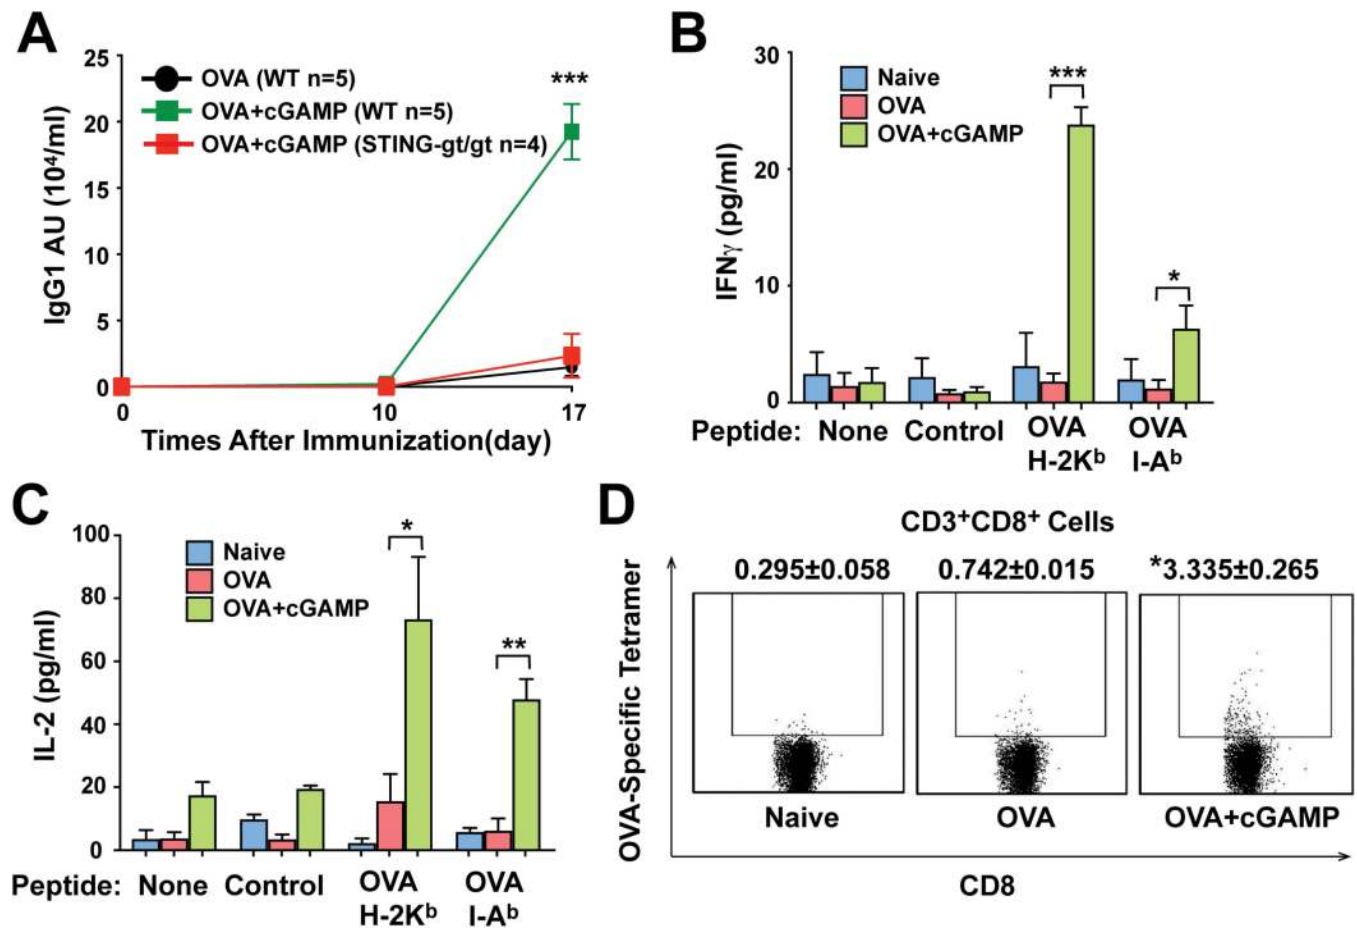 A
25
20
15
10
5
0
IgG1 AU (10⁴/ml)
OVA (WT n=5)
OVA+cGAMP (WT n=5)
OVA+cGAMP (STING-gt/gt n=4)
***
0 10 17
Times After Immunization(day)
B
30
20
10
0
IFNγ (pg/ml)
Naive
OVA
OVA+cGAMP
***
*
Peptide: None Control OVA OVA
H-2Kᵇ I-Aᵇ
C
100
80
60
40
20
0
IL-2 (pg/ml)
Naive
OVA
OVA+cGAMP
*
**
Peptide: None Control OVA OVA
H-2Kᵇ I-Aᵇ
D
CD3⁺CD8⁺ Cells
0.295±0.058 0.742±0.015 *3.335±0.265
OVA-Specific Tetramer
Naive OVA OVA+cGAMP
CD8